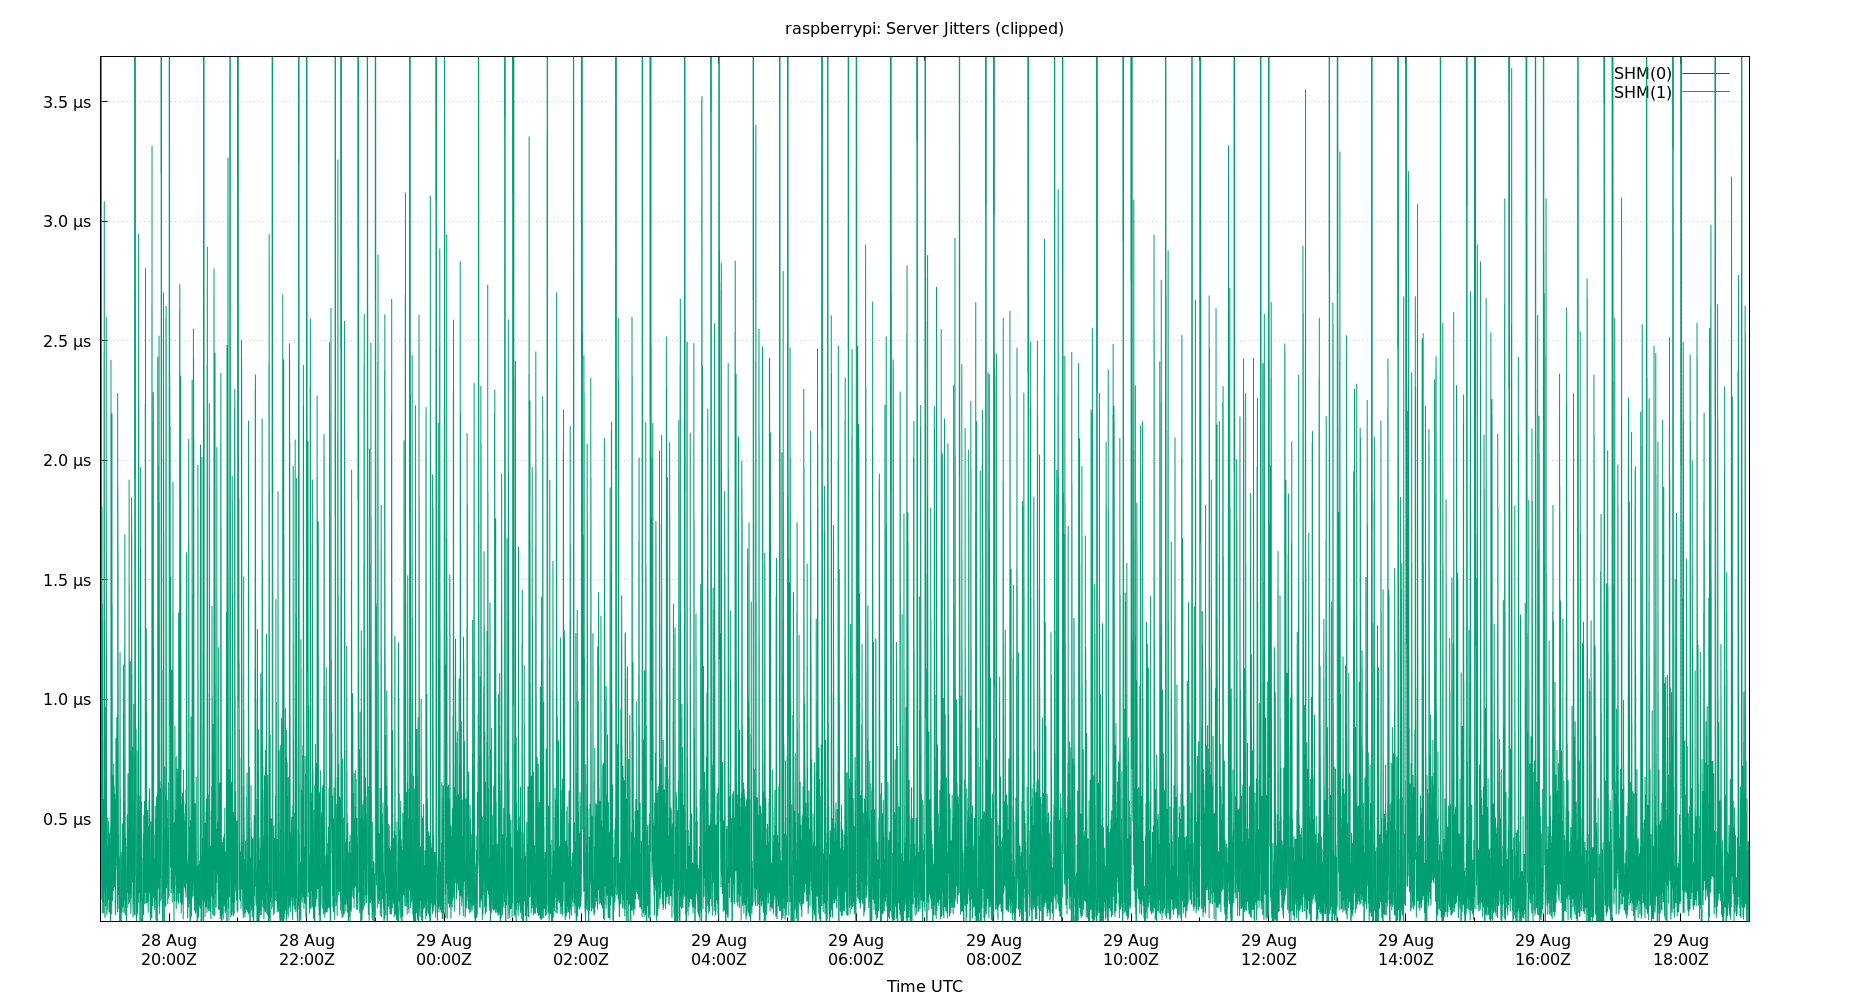 raspberrypi: Server Jitters (clipped)
SHM(0)
SHM(1)
3.5 µs
3.0 µs
2.5 µs
2.0 µs
1.5 µs
1.0 µs
0.5 µs
28 Aug 28 Aug 29 Aug 29 Aug 29 Aug 29 Aug 29 Aug 29 Aug 29 Aug 29 Aug 29 Aug 29 Aug
20:00Z 22:00Z 00:00Z 02:00Z 04:00Z 06:00Z 08:00Z 10:00Z 12:00Z 14:00Z 16:00Z 18:00Z
Time UTC